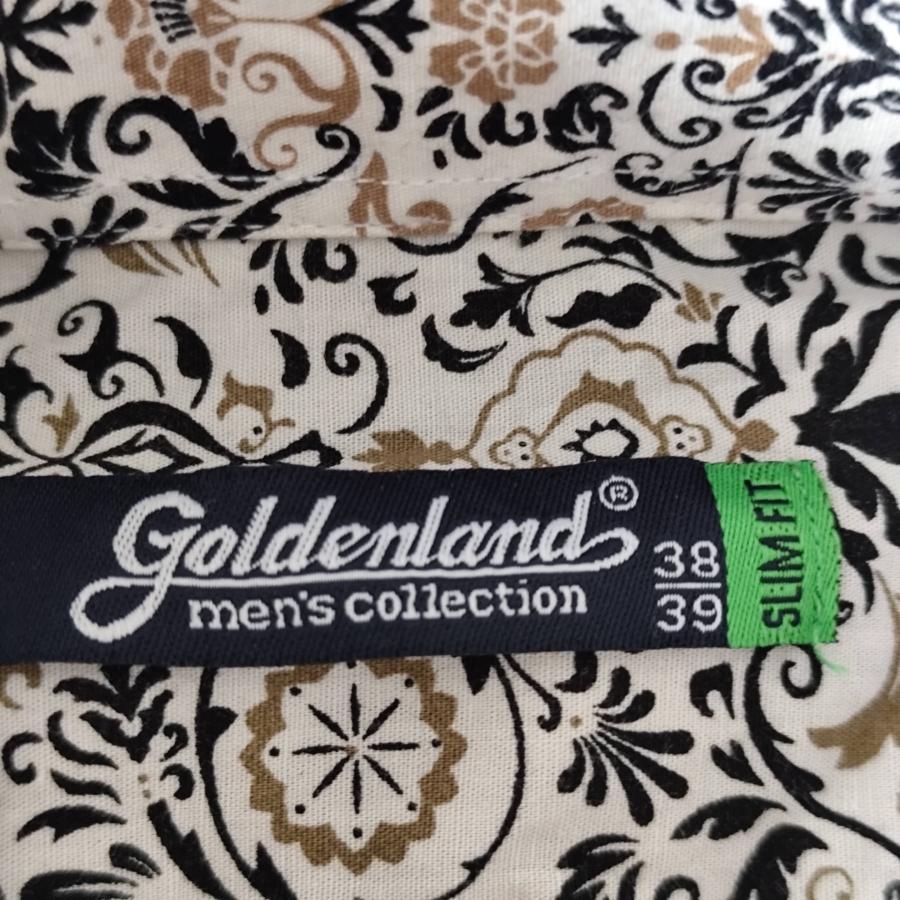 Goldenland®
men's collection
38
39
SLIM FIT